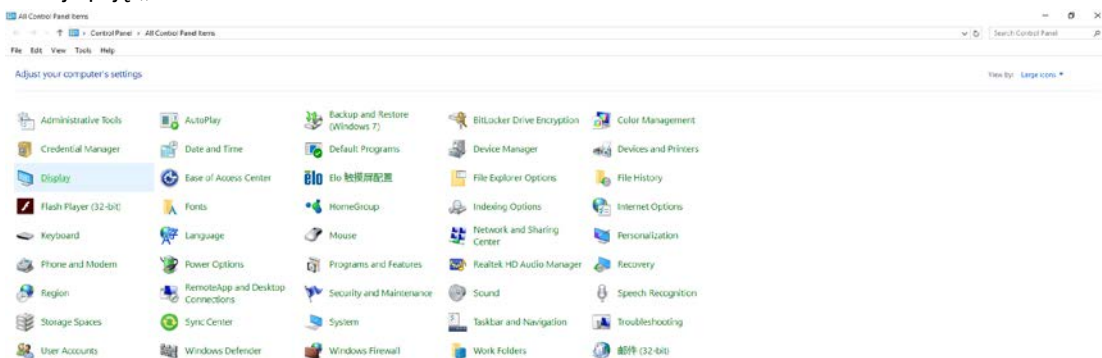 All Control Panel Items
Control Panel > All Control Panel Items
Search Control Panel
File Edit View Tools Help
Adjust your computer's settings
View by: Large icons
Administrative Tools
AutoPlay
Backup and Restore
(Windows 7)
BitLocker Drive Encryption
Color Management
Credential Manager
Date and Time
Default Programs
Device Manager
Devices and Printers
Display
Ease of Access Center
elo Elo 触摸屏配置
File Explorer Options
File History
Flash Player (32-bit)
Fonts
HomeGroup
Indexing Options
Internet Options
Keyboard
Language
Mouse
Network and Sharing
Center
Personalization
Phone and Modem
Power Options
Programs and Features
Realtek HD Audio Manager
Recovery
Region
RemoteApp and Desktop
Connections
Security and Maintenance
Sound
Speech Recognition
Storage Spaces
Sync Center
System
Taskbar and Navigation
Troubleshooting
User Accounts
Windows Defender
Windows Firewall
Work Folders
邮件 (32-bit)